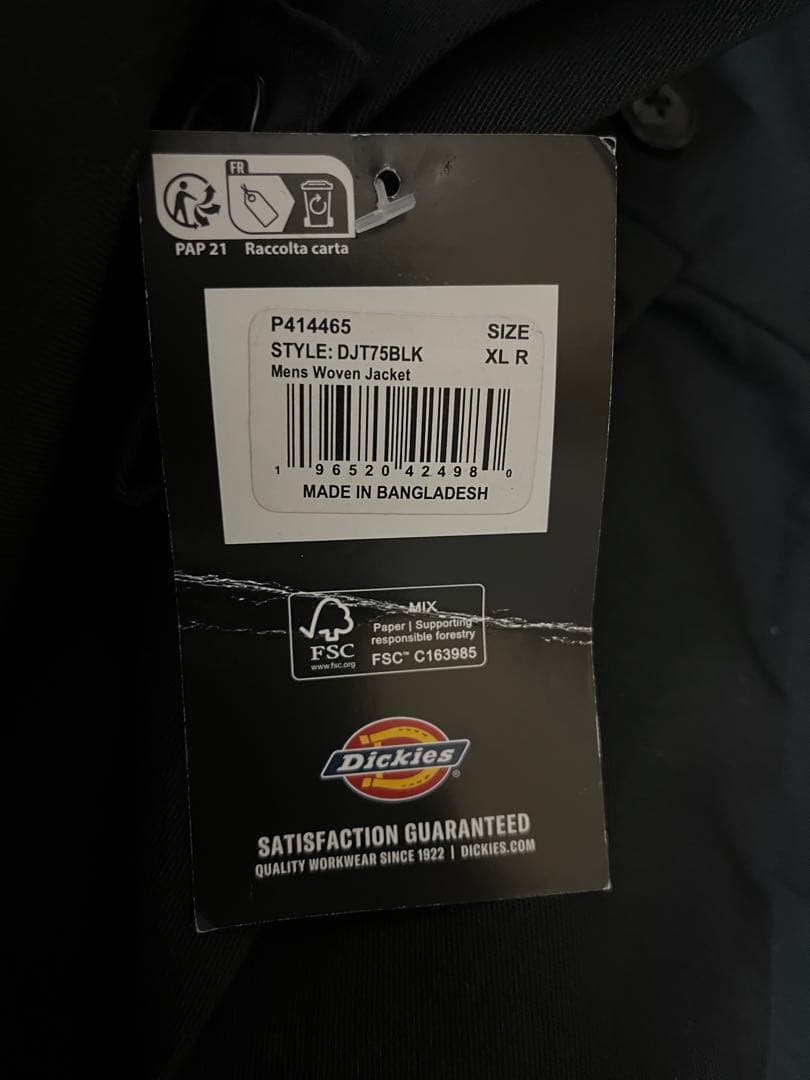 FR
PAP 21 Raccolta carta
P414465
SIZE
STYLE: DJT75BLK
XL R
Mens Woven Jacket
1 96520 42498 0
MADE IN BANGLADESH
MIX
Paper | Supporting
responsible forestry
FSC
www.fsc.org
FSC™ C163985
Dickies®
SATISFACTION GUARANTEED
QUALITY WORKWEAR SINCE 1922 | DICKIES.COM